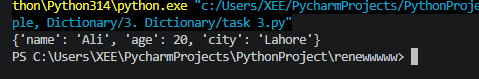 thon\Python314\python.exe "c:/Users/XEE/PycharmProjects/PythonProje
ple, Dictionary/3. Dictionary/task 3.py"
{'name': 'Ali', 'age': 20, 'city': 'Lahore'}
PS C:\Users\XEE\PycharmProjects\PythonProject\renewwwww>